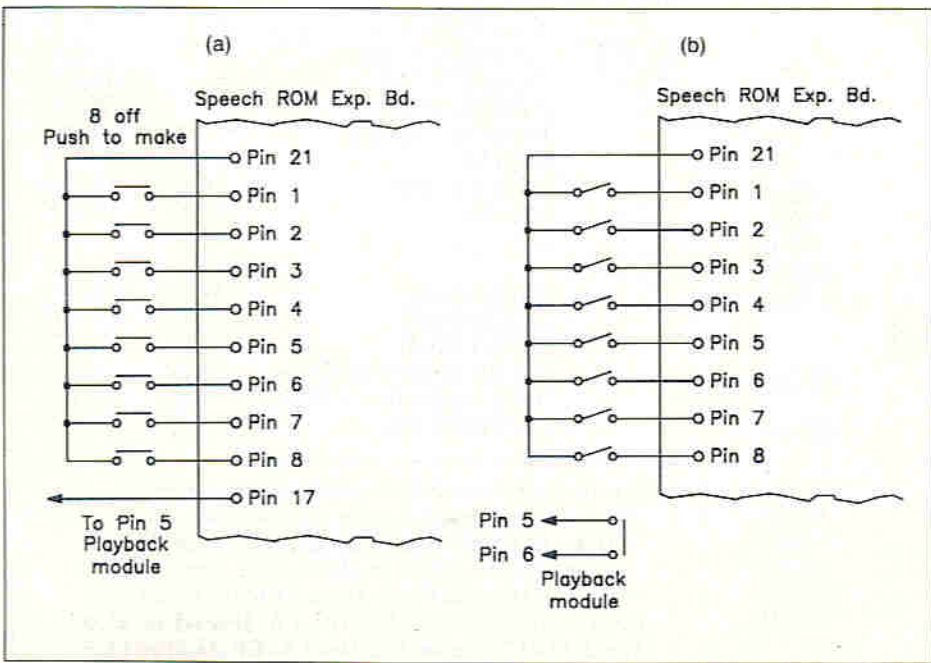 (a)
Speech ROM Exp. Bd.
8 off
Push to make
Pin 21
Pin 1
Pin 2
Pin 3
Pin 4
Pin 5
Pin 6
Pin 7
Pin 8
Pin 17
To Pin 5
Playback
module
(b)
Speech ROM Exp. Bd.
Pin 21
Pin 1
Pin 2
Pin 3
Pin 4
Pin 5
Pin 6
Pin 7
Pin 8
Pin 5
Pin 6
Playback
module